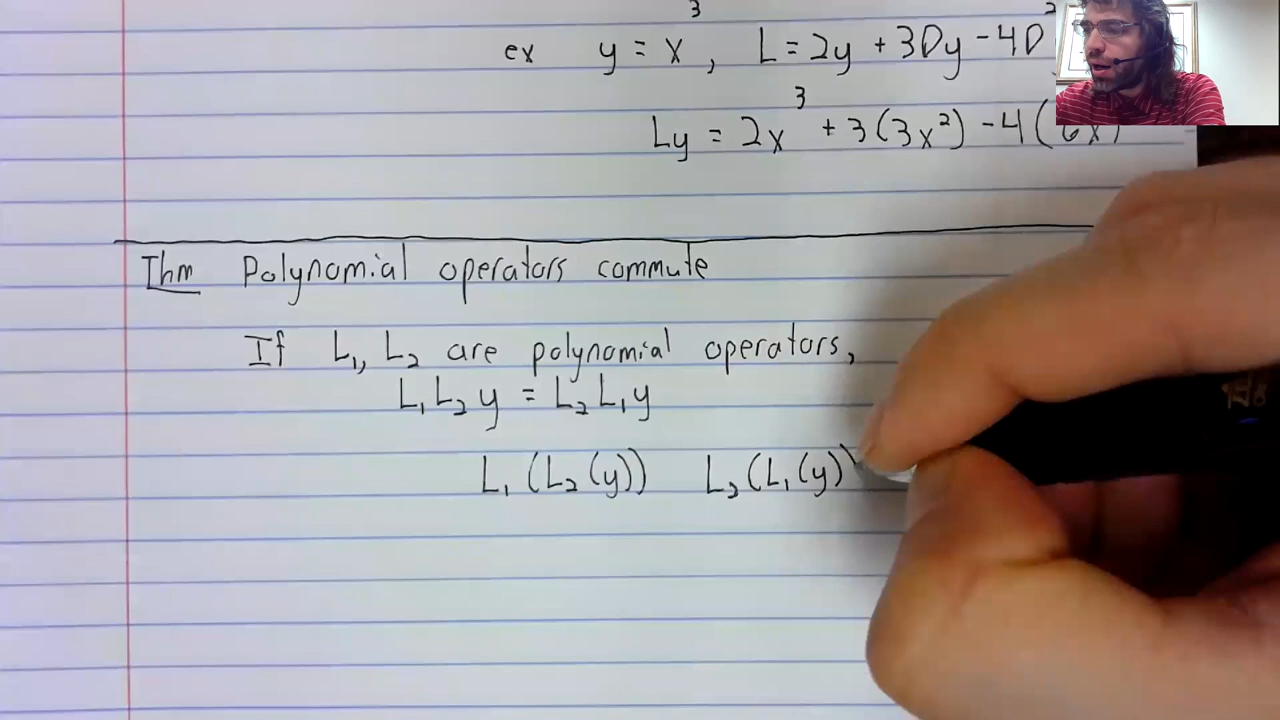 ex y = x³, L = 2y + 3Dy - 4D²
Ly = 2x³ + 3(3x²) - 4(6x)
Thm Polynomial operators commute
If L₁, L₂ are polynomial operators,
L₁L₂y = L₂L₁y
L₁(L₂(y)) L₂(L₁(y))